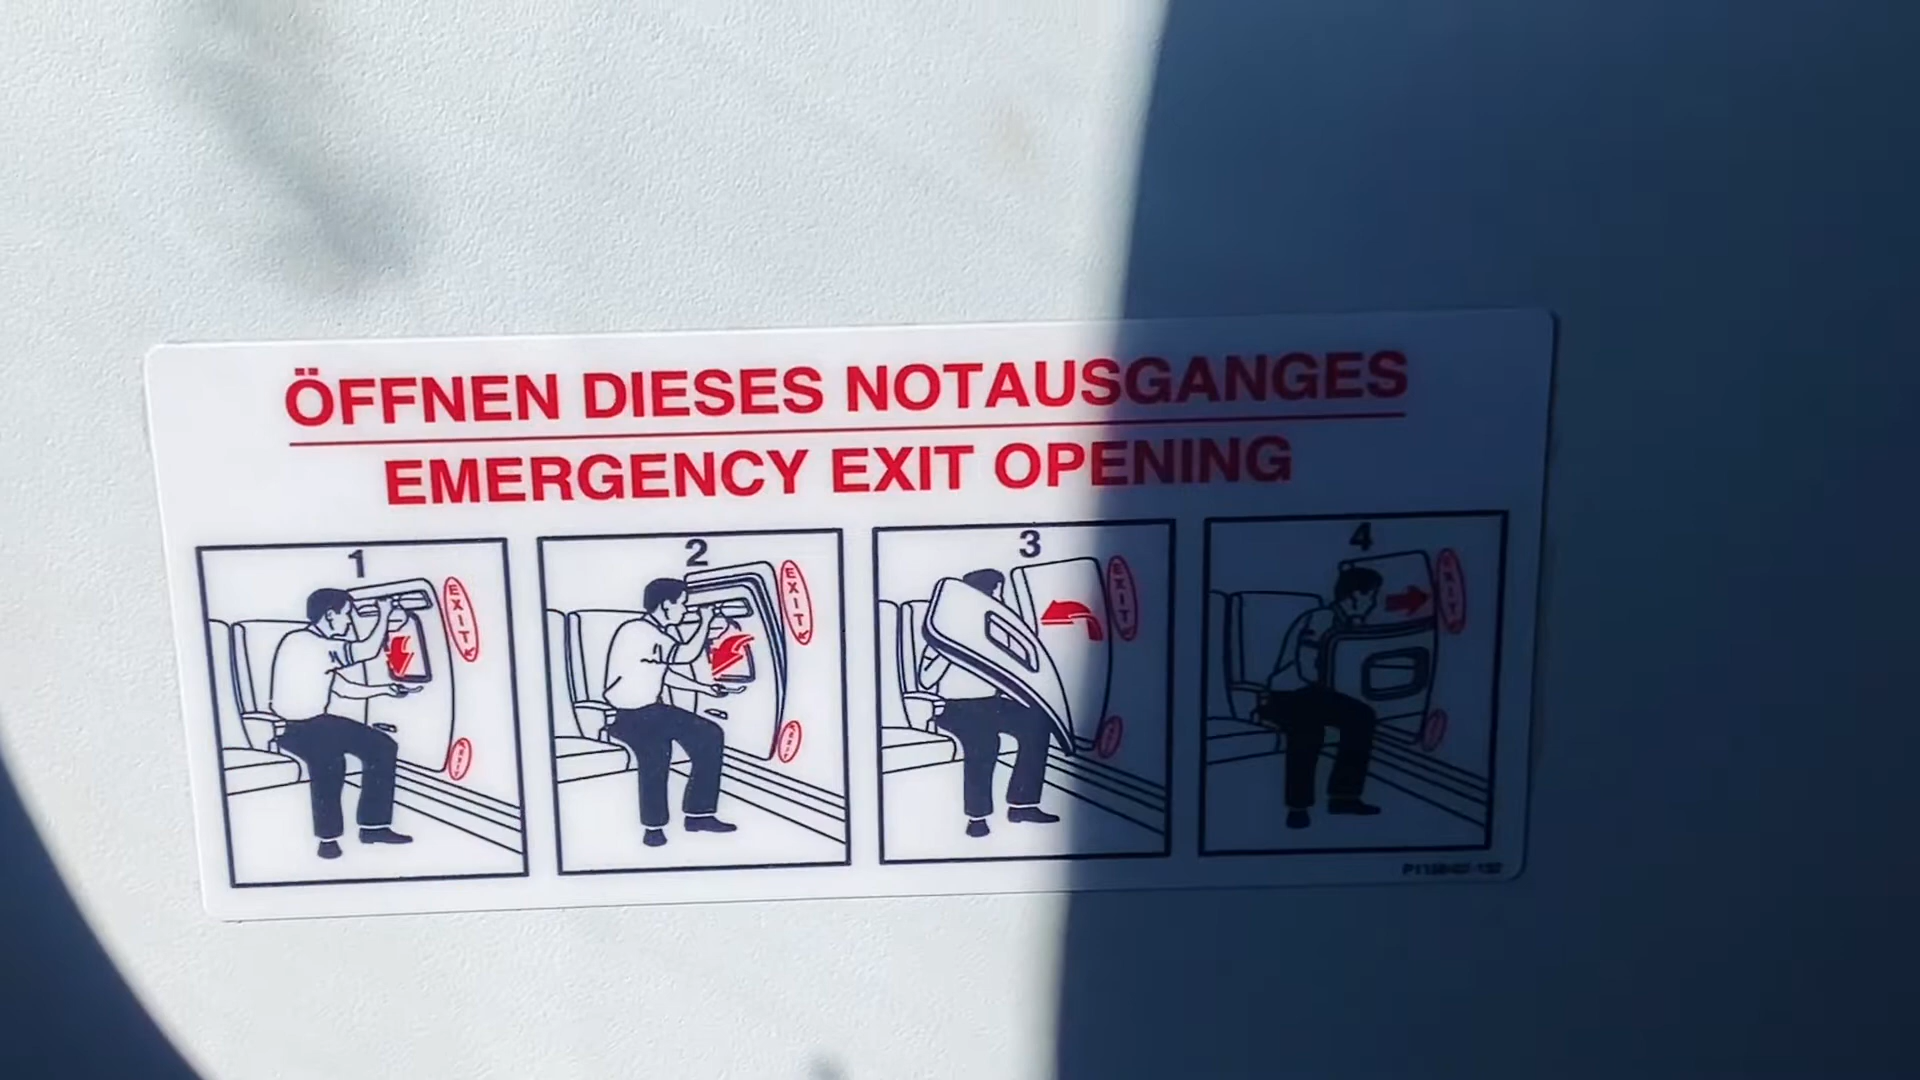 ÖFFNEN DIESES NOTAUSGANGES
EMERGENCY EXIT OPENING
1
2
3
4
EXIT
EXIT
EXIT
EXIT